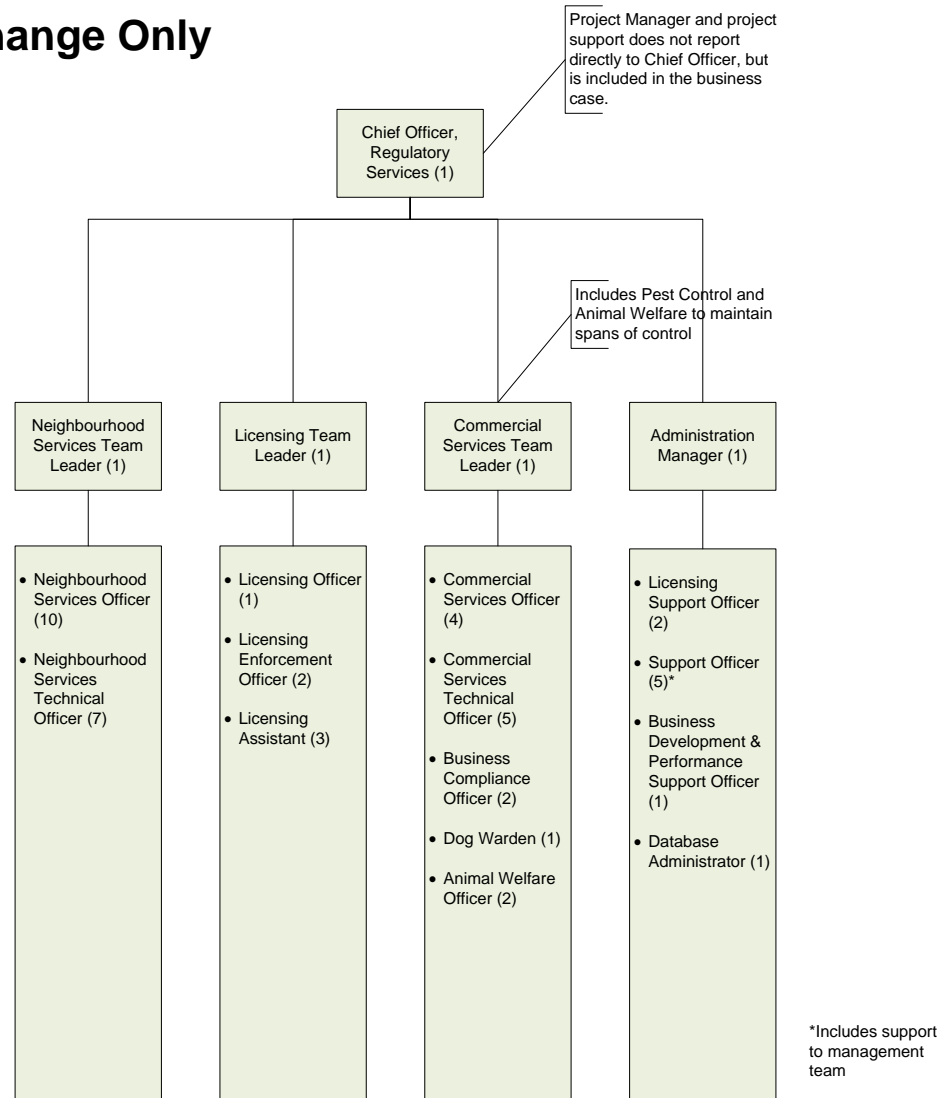 hange Only
Project Manager and project
support does not report
directly to Chief Officer, but
is included in the business
case.
Chief Officer,
Regulatory
Services (1)
Includes Pest Control and
Animal Welfare to maintain
spans of control
Neighbourhood
Services Team
Leader (1)
Licensing Team
Leader (1)
Commercial
Services Team
Leader (1)
Administration
Manager (1)
• Neighbourhood
Services Officer
(10)
• Neighbourhood
Services
Technical
Officer (7)
• Licensing Officer
(1)
• Licensing
Enforcement
Officer (2)
• Licensing
Assistant (3)
• Commercial
Services Officer
(4)
• Commercial
Services
Technical
Officer (5)
• Business
Compliance
Officer (2)
• Dog Warden (1)
• Animal Welfare
Officer (2)
• Licensing
Support Officer
(2)
• Support Officer
(5)*
• Business
Development &
Performance
Support Officer
(1)
• Database
Administrator (1)
*Includes support
to management
team